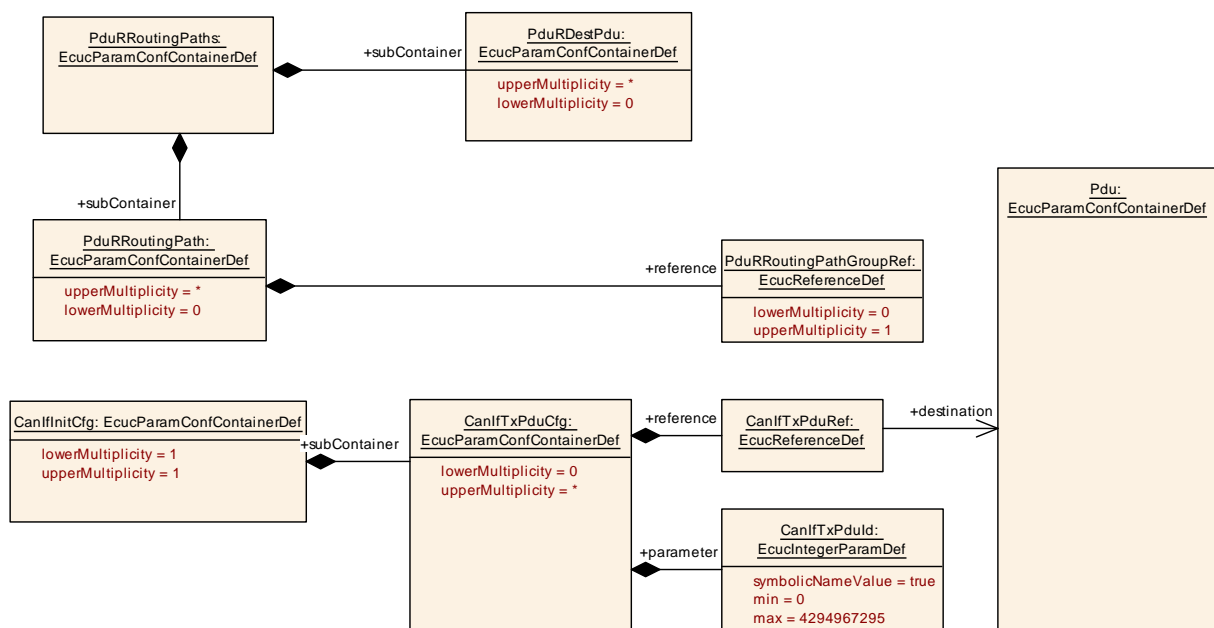 PduRRoutingPaths:
EcucParamConfContainerDef
+subContainer
PduRDestPdu:
EcucParamConfContainerDef
upperMultiplicity = *
lowerMultiplicity = 0
+subContainer
PduRRoutingPath:
EcucParamConfContainerDef
upperMultiplicity = *
lowerMultiplicity = 0
+reference
PduRRoutingPathGroupRef:
EcucReferenceDef
lowerMultiplicity = 0
upperMultiplicity = 1
Pdu:
EcucParamConfContainerDef
CanIfInitCfg: EcucParamConfContainerDef
lowerMultiplicity = 1
upperMultiplicity = 1
+subContainer
CanIfTxPduCfg:
EcucParamConfContainerDef
lowerMultiplicity = 0
upperMultiplicity = *
+reference
CanIfTxPduRef:
EcucReferenceDef
+destination
+parameter
CanIfTxPduId:
EcucIntegerParamDef
symbolicNameValue = true
min = 0
max = 4294967295